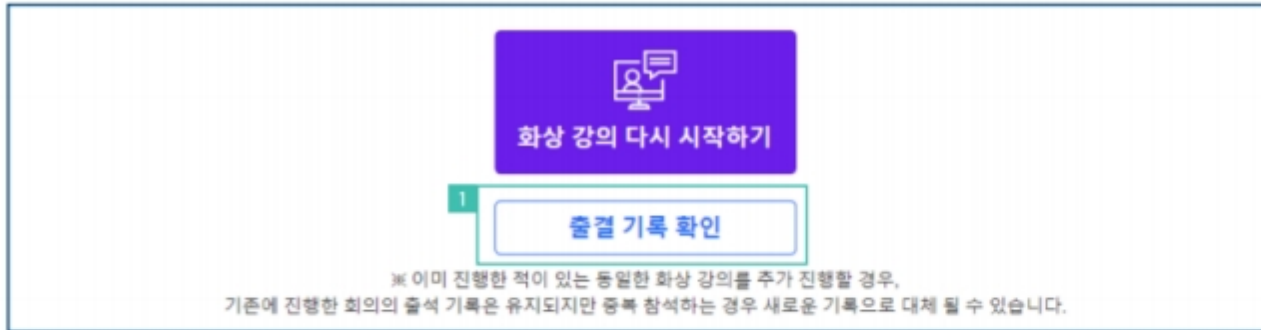 화상 강의 다시 시작하기
1
출결 기록 확인
※ 이미 진행한 적이 있는 동일한 화상 강의를 추가 진행할 경우,
기존에 진행한 회의의 출석 기록은 유지되지만 중복 참석하는 경우 새로운 기록으로 대체 될 수 있습니다.